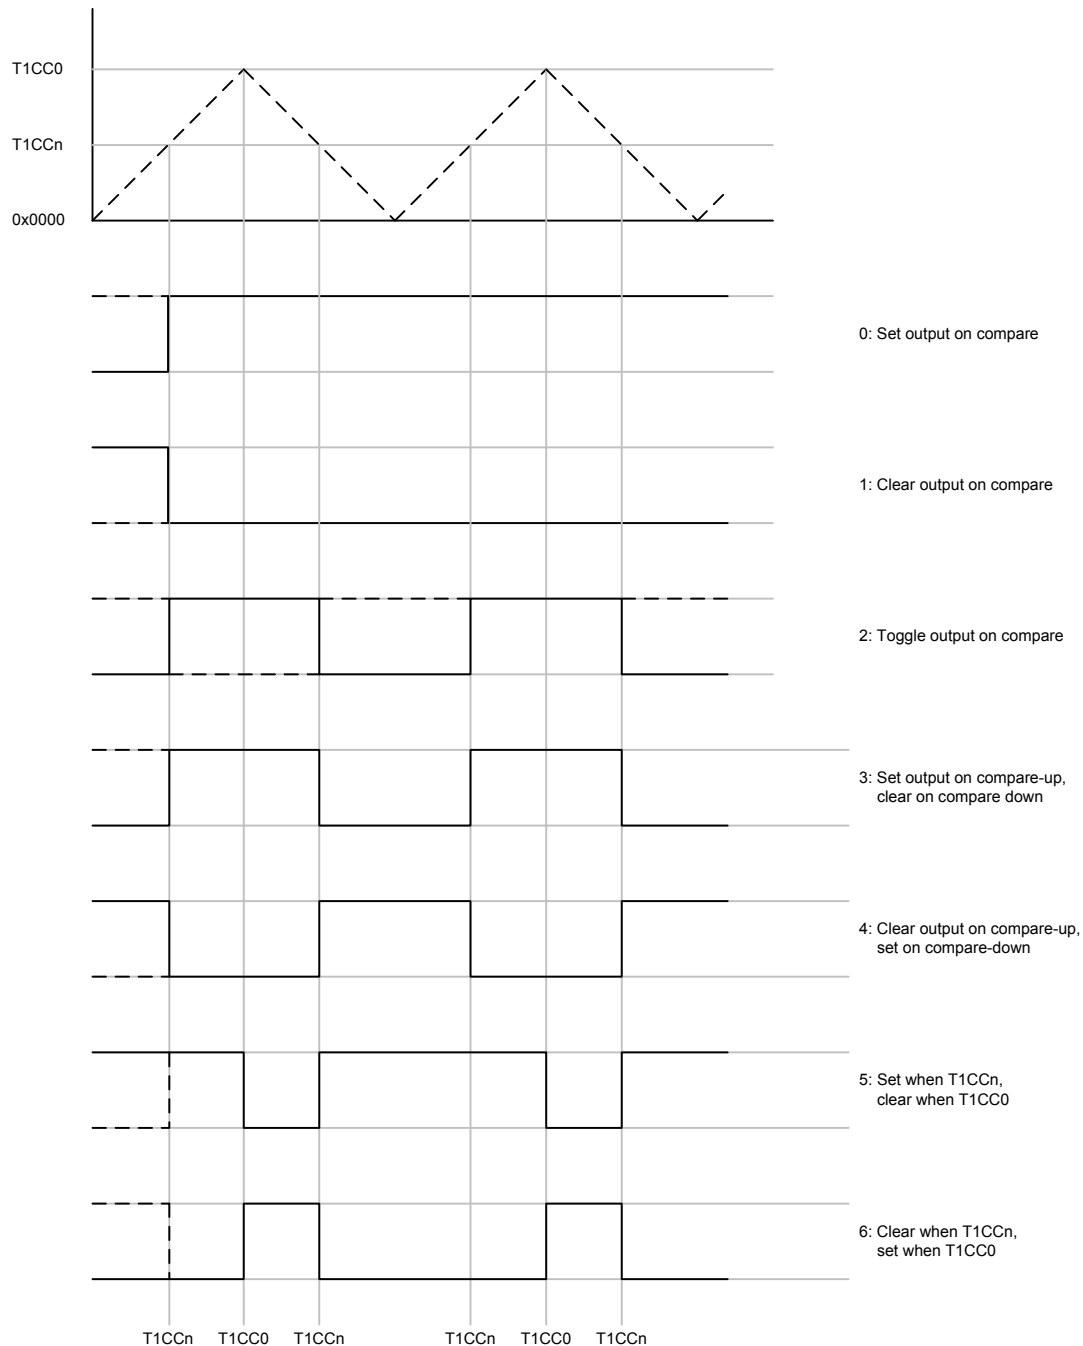 T1CC0
T1CCn
0x0000
0: Set output on compare
1: Clear output on compare
2: Toggle output on compare
3: Set output on compare-up,
clear on compare down
4: Clear output on compare-up,
set on compare-down
5: Set when T1CCn,
clear when T1CC0
6: Clear when T1CCn,
set when T1CC0
T1CCn T1CC0 T1CCn T1CCn T1CC0 T1CCn